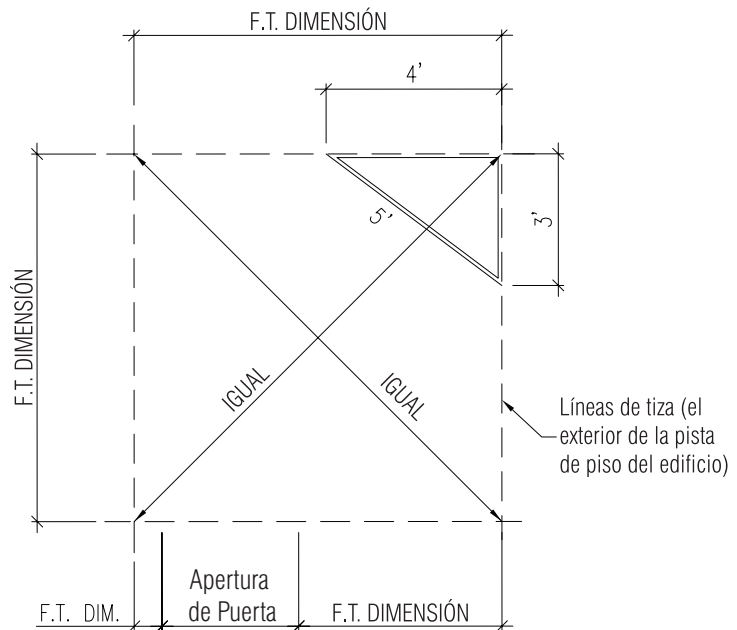 F.T. DIMENSIÓN
4'
5'
3'
F.T. DIMENSIÓN
IGUAL
IGUAL
Líneas de tiza (el
exterior de la pista
de piso del edificio)
Apertura
de Puerta
F.T. DIM.
F.T. DIMENSIÓN